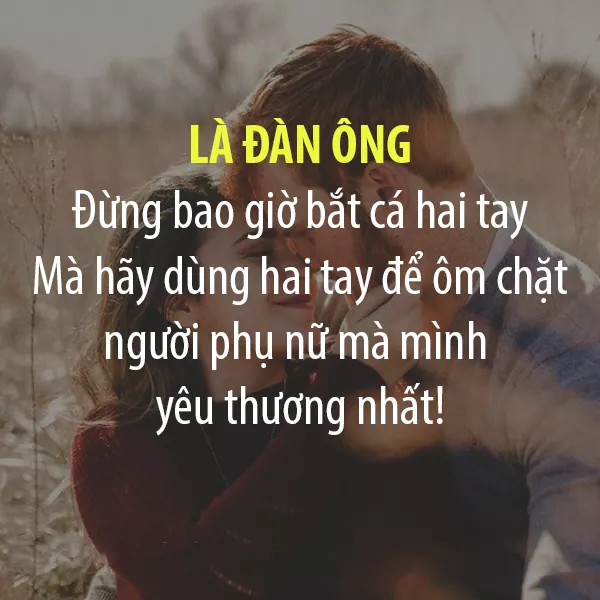 LÀ ĐÀN ÔNG
Đừng bao giờ bắt cá hai tay
Mà hãy dùng hai tay để ôm chặt
người phụ nữ mà mình
yêu thương nhất!